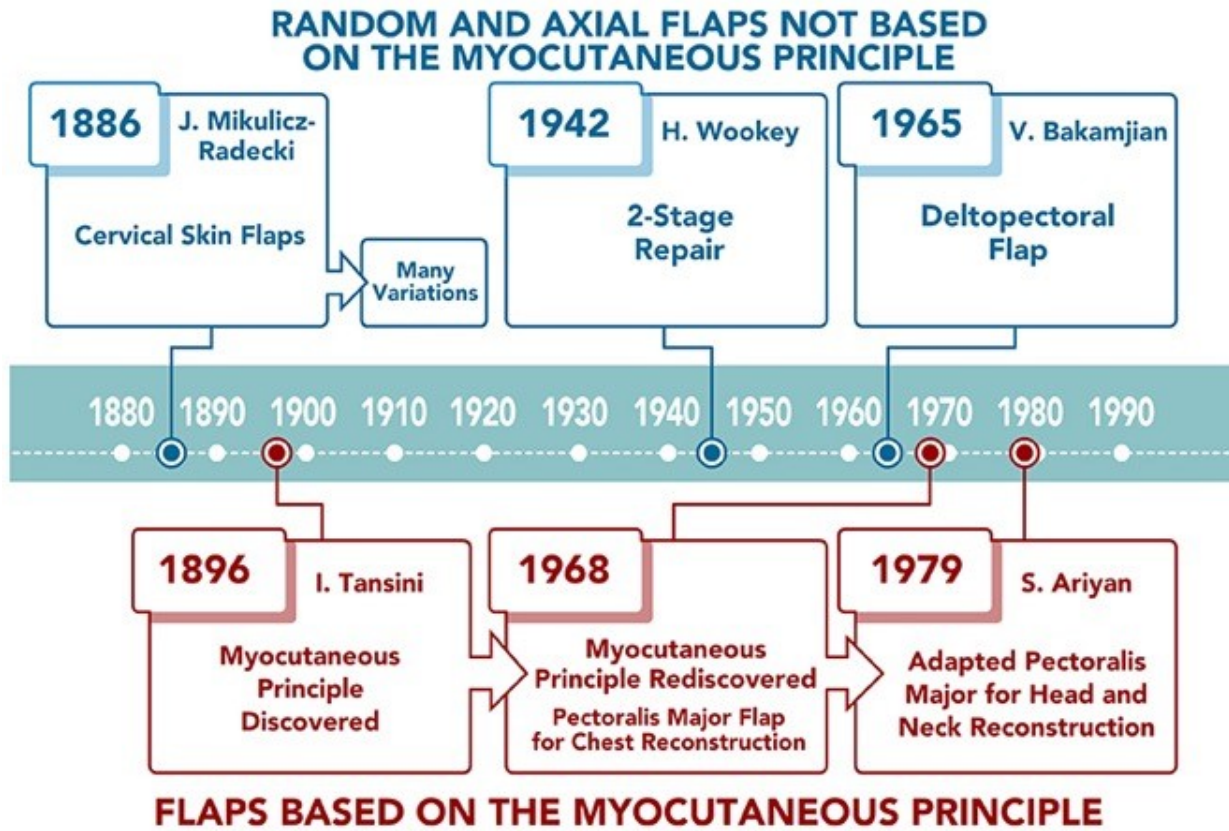 RANDOM AND AXIAL FLAPS NOT BASED
ON THE MYOCUTANEOUS PRINCIPLE
1886
J. Mikulicz-
Radecki
Cervical Skin Flaps
Many
Variations
1942
H. Wookey
2-Stage
Repair
1965
V. Bakamjian
Deltopectoral
Flap
1880 1890 1900 1910 1920 1930 1940 1950 1960 1970 1980 1990
1896
I. Tansini
Myocutaneous
Principle
Discovered
1968
Myocutaneous
Principle Rediscovered
Pectoralis Major Flap
for Chest Reconstruction
1979
S. Ariyan
Adapted Pectoralis
Major for Head and
Neck Reconstruction
FLAPS BASED ON THE MYOCUTANEOUS PRINCIPLE